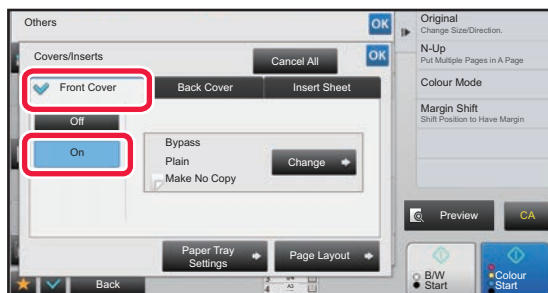 Others
OK
Covers/Inserts
Cancel All
OK
Front Cover
Back Cover
Insert Sheet
Off
On
Bypass
Plain
Make No Copy
Change
Paper Tray
Settings
Page Layout
Back
Original
Change Size/Direction.
N-Up
Put Multiple Pages in A Page
Colour Mode
Margin Shift
Shift Position to Have Margin
Preview
CA
B/W
Start
Colour
Start